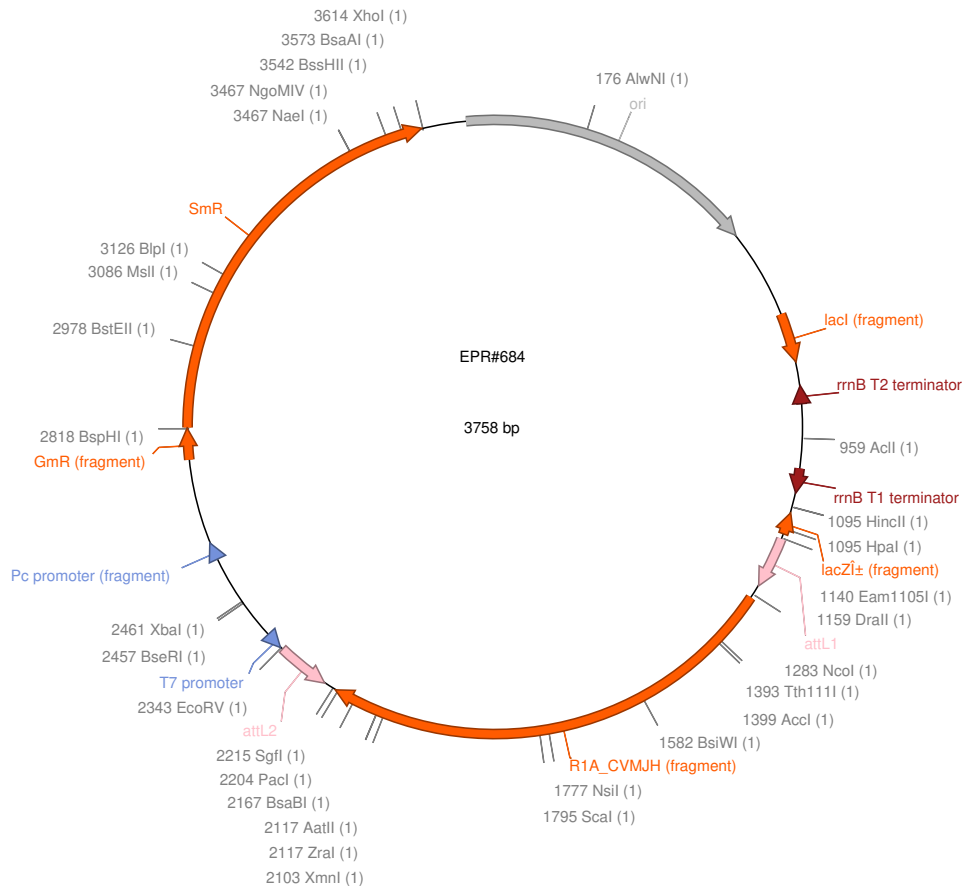 3614 XhoI (1)
3573 BsaAI (1)
3542 BssHII (1)
3467 NgoMIV (1)
3467 NaeI (1)
176 AlwNI (1)
ori
SmR
3126 BlpI (1)
3086 MslI (1)
2978 BstEII (1)
2818 BspHI (1)
GmR (fragment)
Pc promoter (fragment)
2461 XbaI (1)
2457 BseRI (1)
T7 promoter
2343 EcoRV (1)
attL2
2215 SgfI (1)
2204 PacI (1)
2167 BsaBI (1)
2117 AatII (1)
2117 ZraI (1)
2103 XmnI (1)
EPR#684
3758 bp
lacI (fragment)
rrnB T2 terminator
959 AclI (1)
rrnB T1 terminator
1095 HincII (1)
1095 HpaI (1)
lacZÎ± (fragment)
1140 Eam1105I (1)
1159 DraII (1)
attL1
1283 NcoI (1)
1393 Tth111I (1)
1399 AccI (1)
1582 BsiWI (1)
R1A_CVMJH (fragment)
1777 NsiI (1)
1795 ScaI (1)